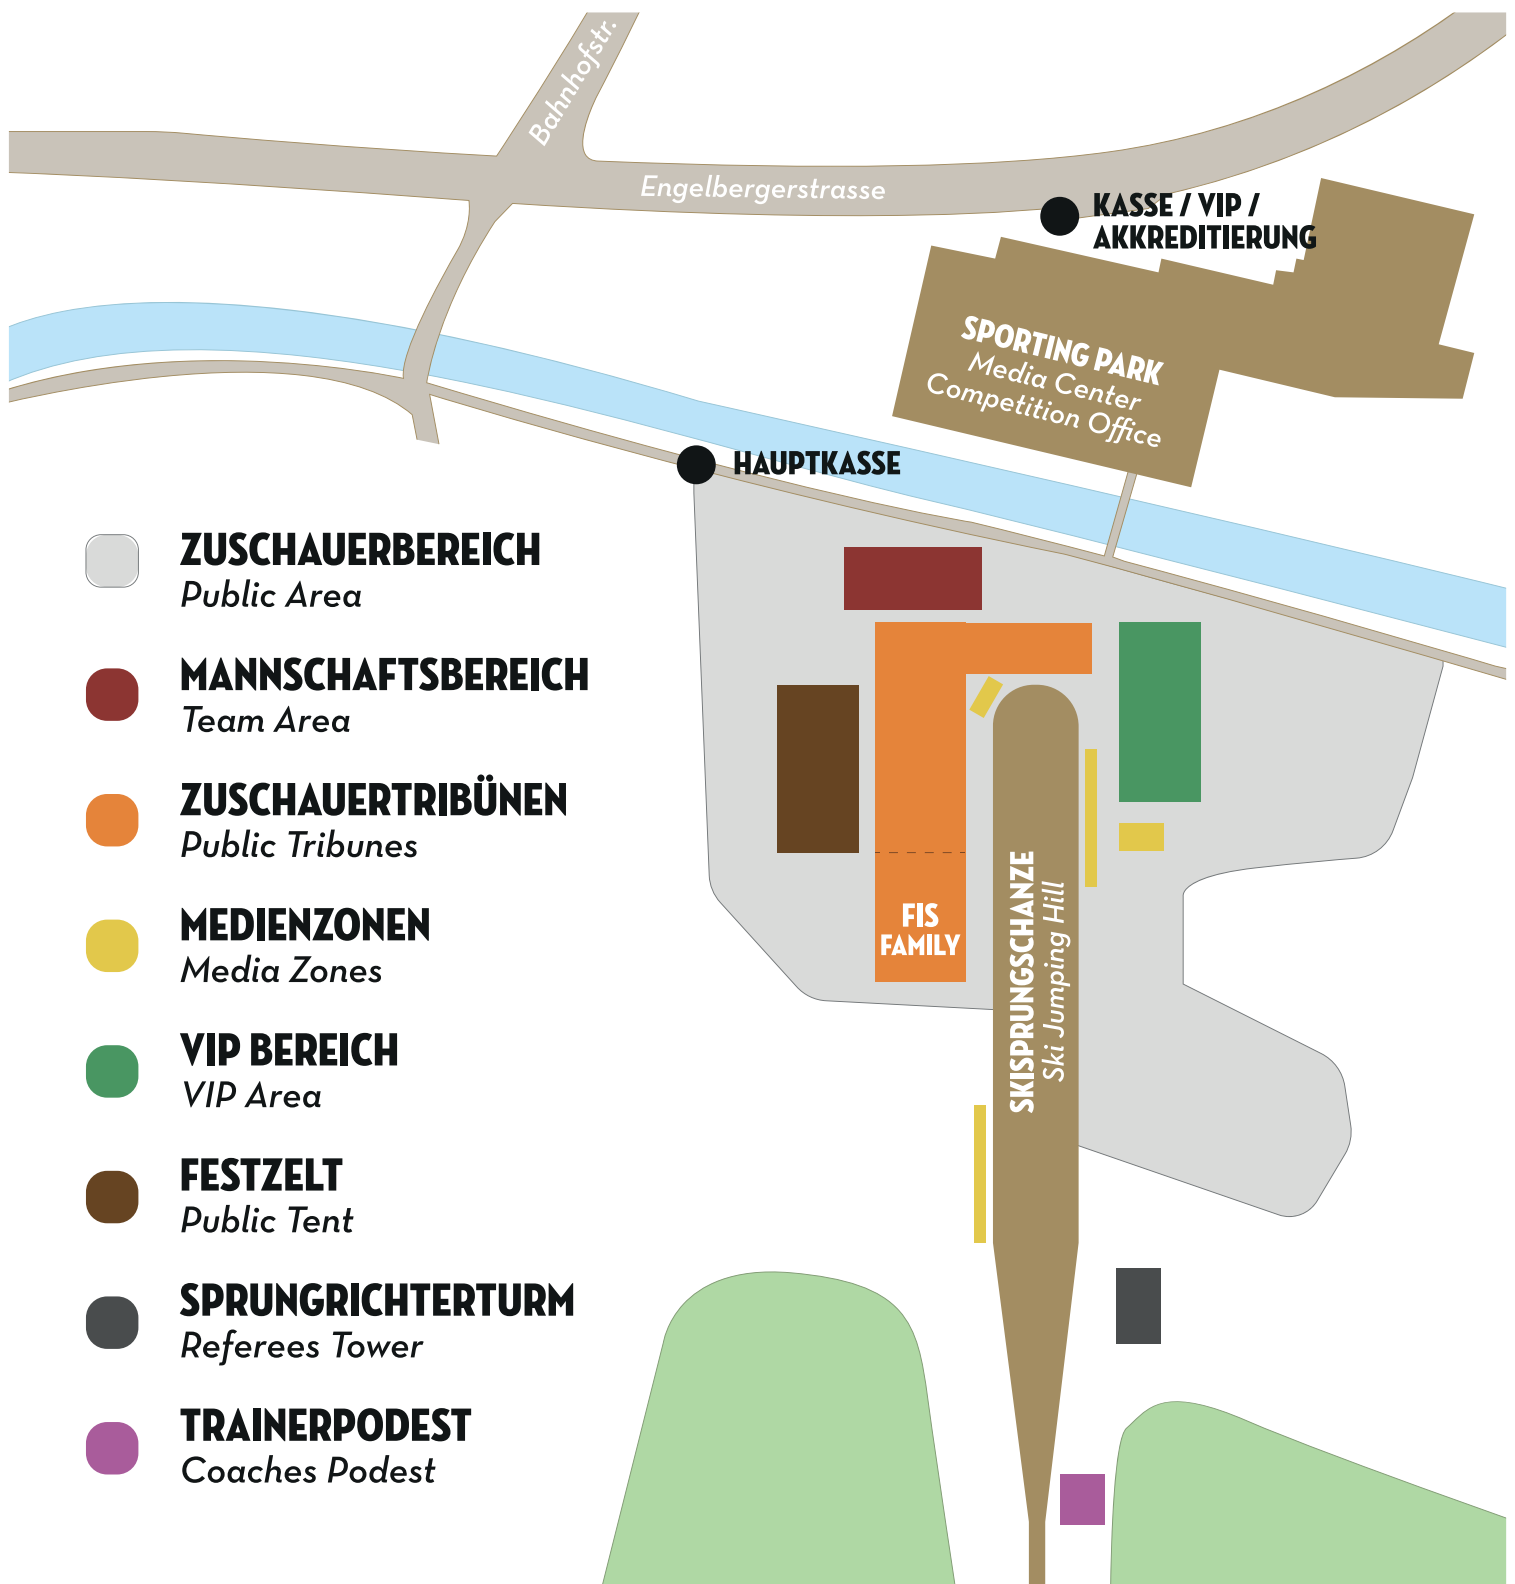 Bahnhofstr.
Engelbergerstrasse
KASSE / VIP /
AKKREDITIERUNG
SPORTING PARK
Media Center
Competition Office
HAUPTKASSE
ZUSCHAUERBEREICH
Public Area
MANNSCHAFTSBEREICH
Team Area
ZUSCHAUERTRIBÜNEN
Public Tribunes
MEDIENZONEN
Media Zones
VIP BEREICH
VIP Area
FESTZELT
Public Tent
SPRUNGRICHTERTURM
Referees Tower
TRAINERPODEST
Coaches Podest
FIS
FAMILY
SKISPRUNGSCHANZE
Ski Jumping Hill